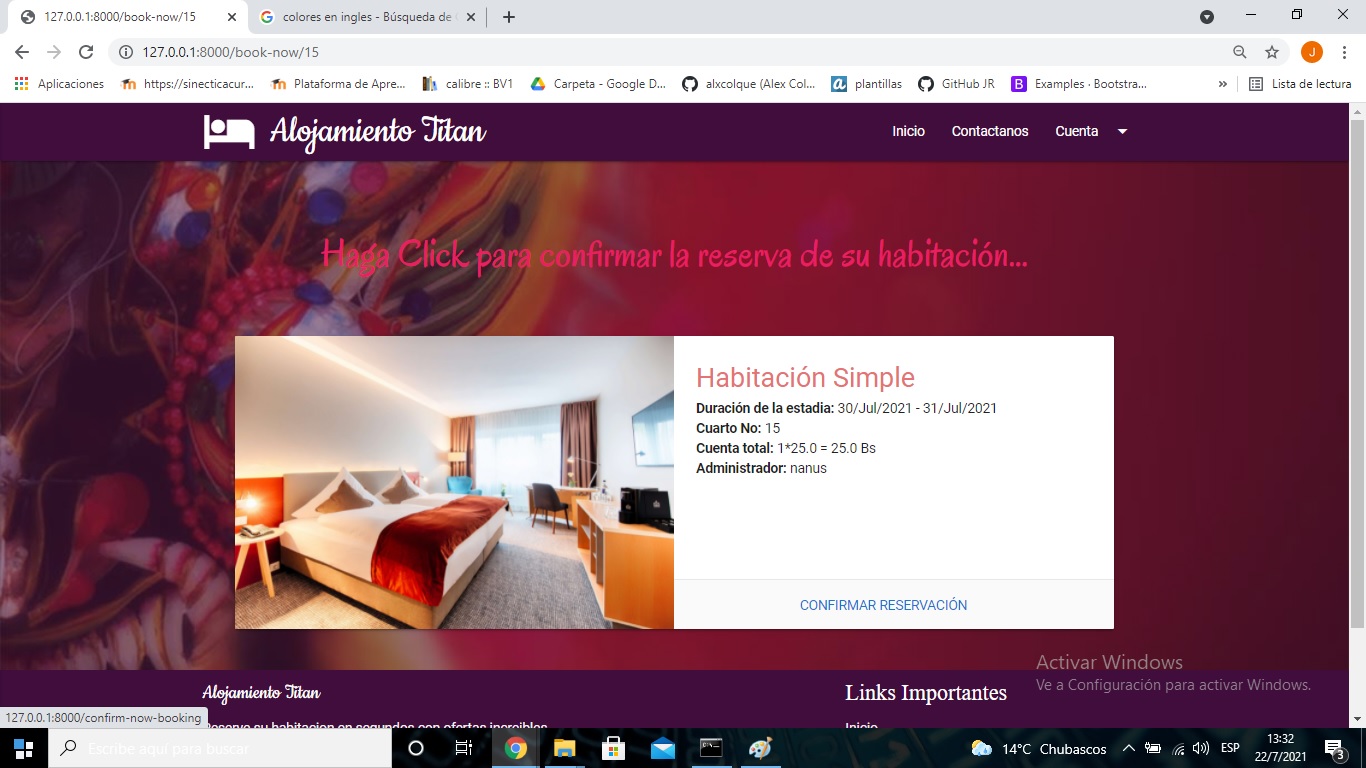 127.0.0.1:8000/book-now/15
colores en ingles - Búsqueda de
127.0.0.1:8000/book-now/15
J
Aplicaciones
https://sinecticacur...
Plataforma de Apre...
calibre :: BV1
Carpeta - Google D...
alxcolque (Alex Col...
plantillas
GitHub JR
Examples · Bootstra...
»
Lista de lectura
Alojamiento Titan
Inicio
Contactanos
Cuenta
Haga Click para confirmar la reserva de su habitación...
Habitación Simple
Duración de la estadia: 30/Jul/2021 - 31/Jul/2021
Cuarto No: 15
Cuenta total: 1*25.0 = 25.0 Bs
Administrador: nanus
CONFIRMAR RESERVACIÓN
Activar Windows
Ve a Configuración para activar Windows.
Alojamiento Titan
Links Importantes
127.0.0.1:8000/confirm-now-booking
Reserve su habitacion en segundos con ofertas increibles
Inicio
Escribe aquí para buscar
14°C Chubascos
ESP
13:32
22/7/2021
3